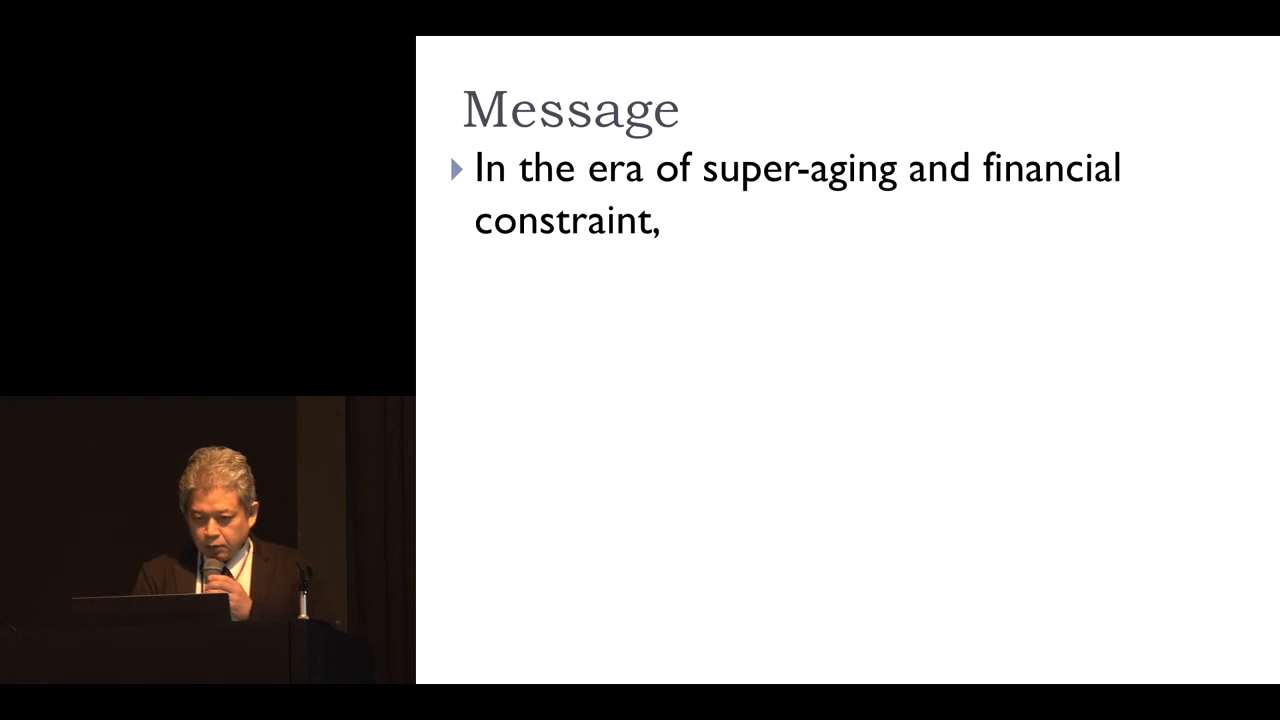 Message
In the era of super-aging and financial
constraint,